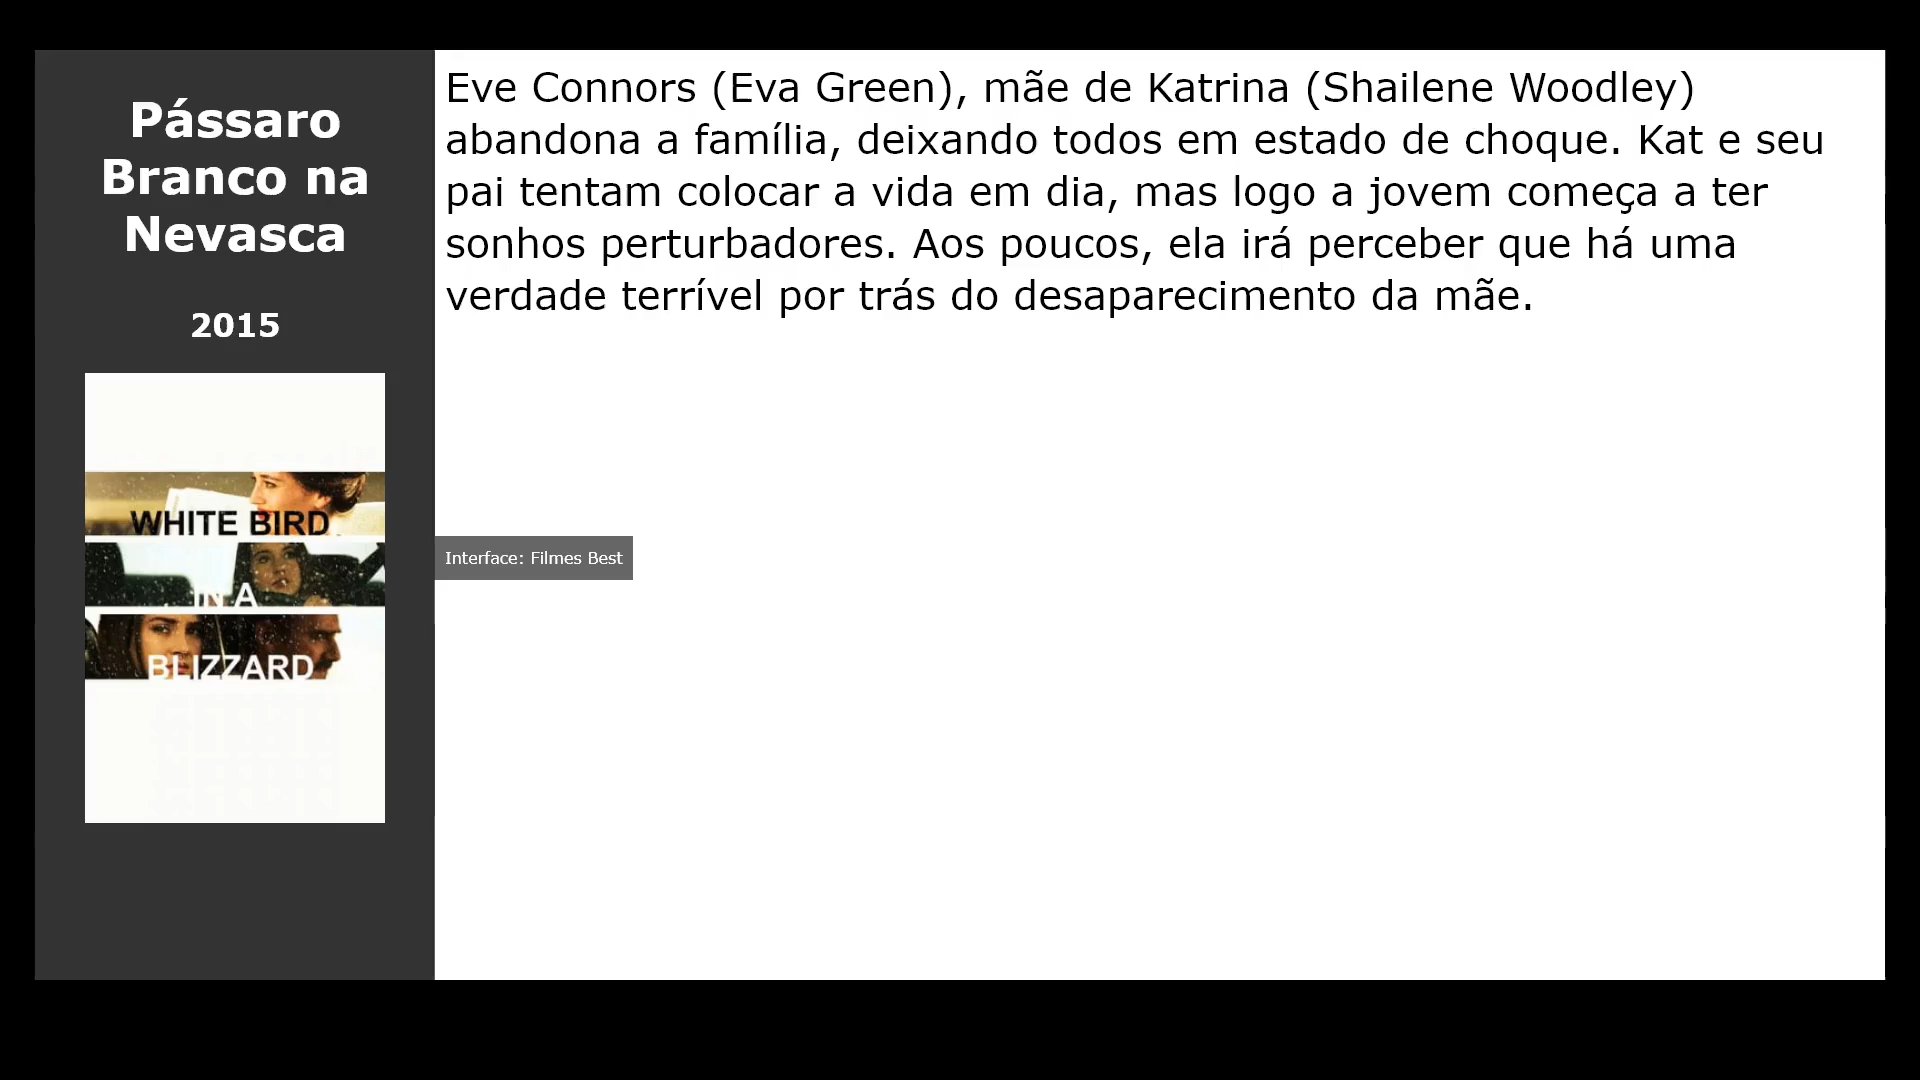 Pássaro
Branco na
Nevasca
2015
WHITE BIRD
IN A
BLIZZARD
Eve Connors (Eva Green), mãe de Katrina (Shailene Woodley)
abandona a família, deixando todos em estado de choque. Kat e seu
pai tentam colocar a vida em dia, mas logo a jovem começa a ter
sonhos perturbadores. Aos poucos, ela irá perceber que há uma
verdade terrível por trás do desaparecimento da mãe.
Interface: Filmes Best